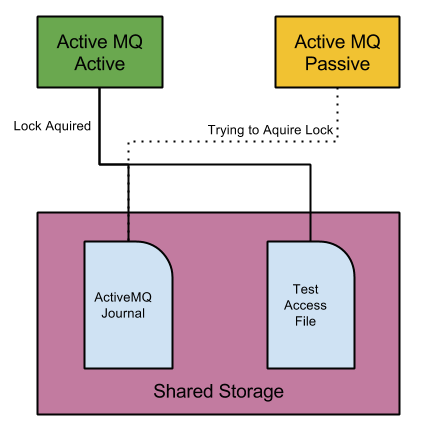 Active MQ
Active
Active MQ
Passive
Lock Aquired
Trying to Aquire Lock
ActiveMQ
Journal
Test
Access
File
Shared Storage